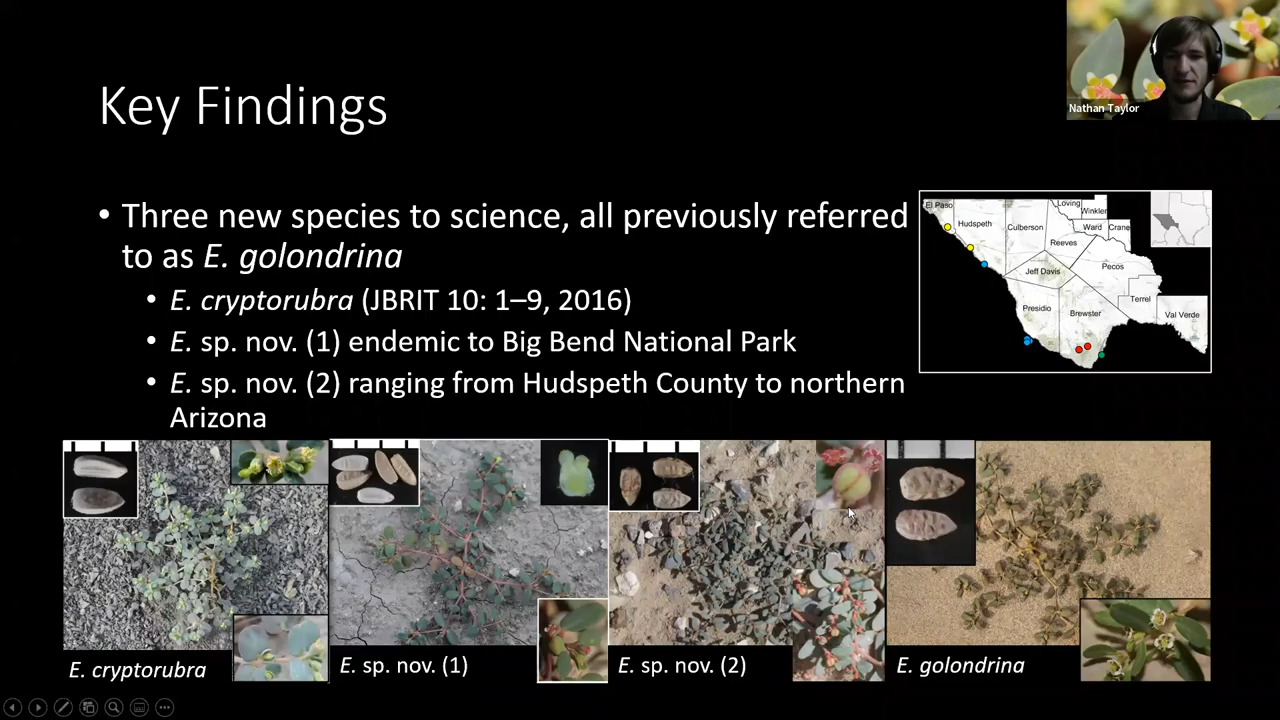 Nathan Taylor
Key Findings
• Three new species to science, all previously referred
to as E. golondrina
• E. cryptorubra (JBRIT 10: 1–9, 2016)
• E. sp. nov. (1) endemic to Big Bend National Park
• E. sp. nov. (2) ranging from Hudspeth County to northern
Arizona
El Paso
Hudspeth
Culberson
Loving
Winkler
Ward
Crane
Reeves
Jeff Davis
Pecos
Terrel
Presidio
Brewster
Val Verde
E. cryptorubra
E. sp. nov. (1)
E. sp. nov. (2)
E. golondrina